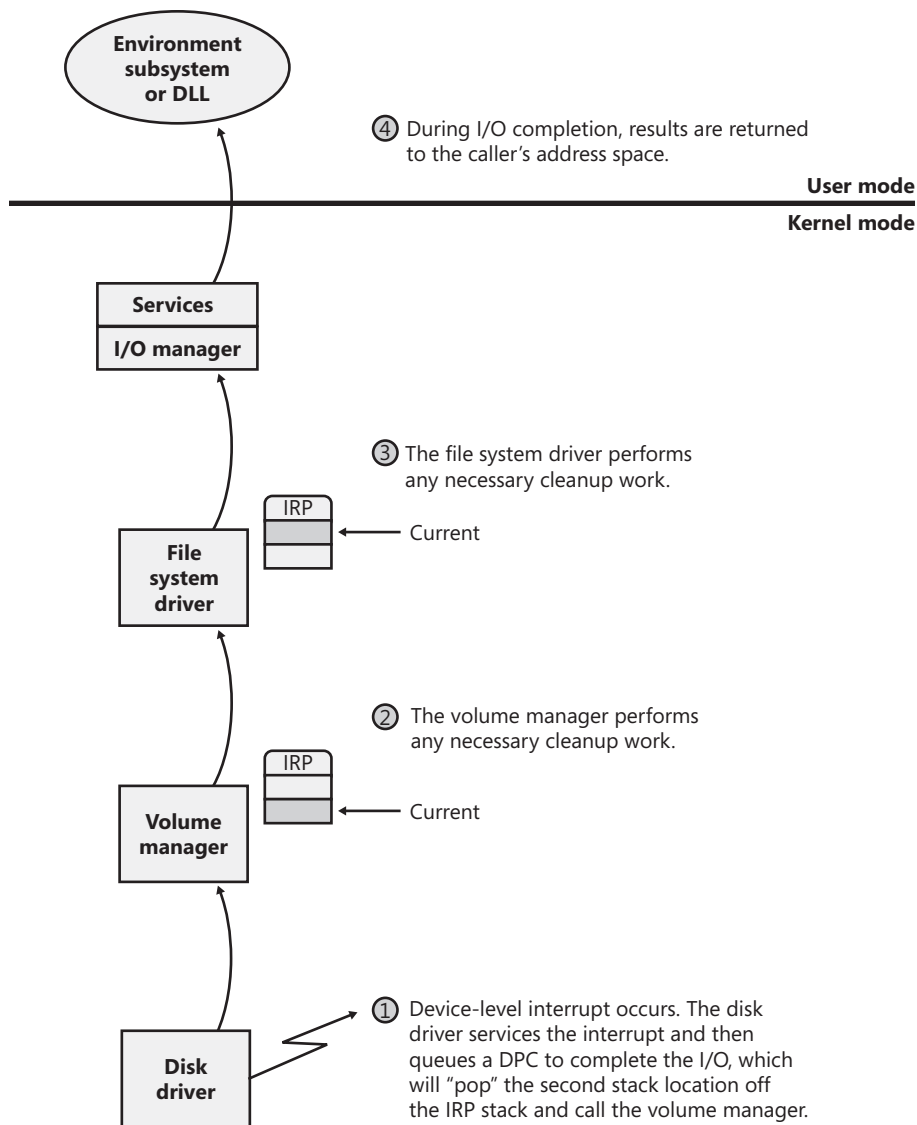 Environment
subsystem
or DLL
④ During I/O completion, results are returned
to the caller’s address space.
User mode
Kernel mode
Services
I/O manager
③ The file system driver performs
any necessary cleanup work.
IRP
Current
File
system
driver
② The volume manager performs
any necessary cleanup work.
IRP
Current
Volume
manager
① Device-level interrupt occurs. The disk
driver services the interrupt and then
queues a DPC to complete the I/O, which
will “pop” the second stack location off
the IRP stack and call the volume manager.
Disk
driver